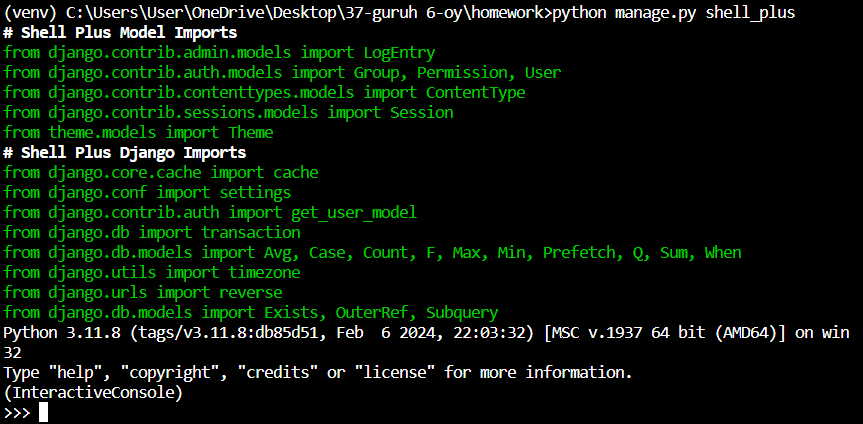 (venv) C:\Users\User\OneDrive\Desktop\37-guruh 6-oy\homework>python manage.py shell_plus
# Shell Plus Model Imports
from django.contrib.admin.models import LogEntry
from django.contrib.auth.models import Group, Permission, User
from django.contrib.contenttypes.models import ContentType
from django.contrib.sessions.models import Session
from theme.models import Theme
# Shell Plus Django Imports
from django.core.cache import cache
from django.conf import settings
from django.contrib.auth import get_user_model
from django.db import transaction
from django.db.models import Avg, Case, Count, F, Max, Min, Prefetch, Q, Sum, When
from django.utils import timezone
from django.urls import reverse
from django.db.models import Exists, OuterRef, Subquery
Python 3.11.8 (tags/v3.11.8:db85d51, Feb  6 2024, 22:03:32) [MSC v.1937 64 bit (AMD64)] on win
32
Type "help", "copyright", "credits" or "license" for more information.
(InteractiveConsole)
>>>